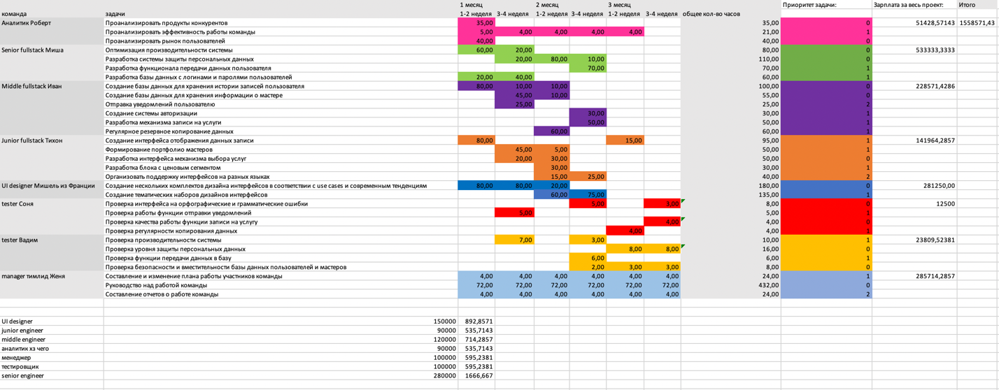 1 месяц 2 месяц 3 месяц Приоритет задачи: Зарплата за весь проект: Итого
команда задачи 1-2 неделя 3-4 неделя 1-2 неделя 3-4 неделя 1-2 неделя 3-4 неделя общее кол-во часов
Аналитик Роберт Проанализировать продукты конкурентов 35,00 35,00 0 51428,57143 1558571,43
Проанализировать эффективность работы команды 5,00 4,00 4,00 4,00 4,00 21,00 1
Проанализировать рынок пользователей 40,00 40,00 0
Senior fullstack Миша Оптимизация производительности системы 60,00 20,00 80,00 0 533333,3333
Разработка системы защиты персональных данных 20,00 80,00 10,00 110,00 0
Разработка функционала передачи данных пользователя 70,00 70,00 1
Разработка базы данных с логинами и паролями пользователей 20,00 40,00 60,00 1
Middle fullstack Иван Создание базы данных для хранения истории записей пользователя 80,00 10,00 10,00 100,00 0 228571,4286
Создание базы данных для хранения информации о мастере 45,00 10,00 55,00 0
Отправка уведомлений пользователю 25,00 25,00 2
Создание системы авторизации 30,00 30,00 1
Разработка механизма записи на услуги 50,00 50,00 1
Регулярное резервное копирование данных 60,00 60,00 1
Junior fullstack Тихон Создание интерфейса отображения данных записи 80,00 15,00 95,00 1 141964,2857
Формирование портфолио мастеров 45,00 5,00 50,00 1
Разработка интерфейса механизма выбора услуг 20,00 30,00 50,00 0
Разработка блока с ценовым сегментом 30,00 30,00 1
Организовать поддержку интерфейсов на разных языках 15,00 25,00 40,00 2
UI designer Мишель из Франции Создание нескольких комплектов дизайна интерфейсов в соответствии с use cases и современным тенденциям 80,00 80,00 20,00 180,00 0 281250,00
Создание тематических наборов дизайнов интерфейсов 60,00 75,00 135,00 1
tester Соня Проверка интерфейса на орфографические и грамматические ошибки 5,00 3,00 8,00 0 12500
Проверка работы функции отправки уведомлений 5,00 5,00 1
Проверка качества работы функции записи на услугу 4,00 4,00 0
Проверка регулярности копирования данных 4,00 4,00 1
tester Вадим Проверка производительности системы 7,00 3,00 10,00 1 23809,52381
Проверка уровня защиты персональных данных 8,00 8,00 16,00 0
Проверка функции передачи данных в базу 6,00 6,00 1
Проверка безопасности и вместительности базы данных пользователей и мастеров 2,00 3,00 3,00 8,00 0
manager тимлид Женя Составление и изменение плана работы участников команды 4,00 4,00 4,00 4,00 4,00 4,00 24,00 1 285714,2857
Руководство над работой команды 72,00 72,00 72,00 72,00 72,00 72,00 432,00 0
Составление отчетов о работе команды 4,00 4,00 4,00 4,00 4,00 4,00 24,00 2
UI designer 150000 892,8571
junior engineer 90000 535,7143
middle engineer 120000 714,2857
аналитик хз чего 90000 535,7143
менеджер 100000 595,2381
тестировщик 100000 595,2381
senior engineer 280000 1666,667